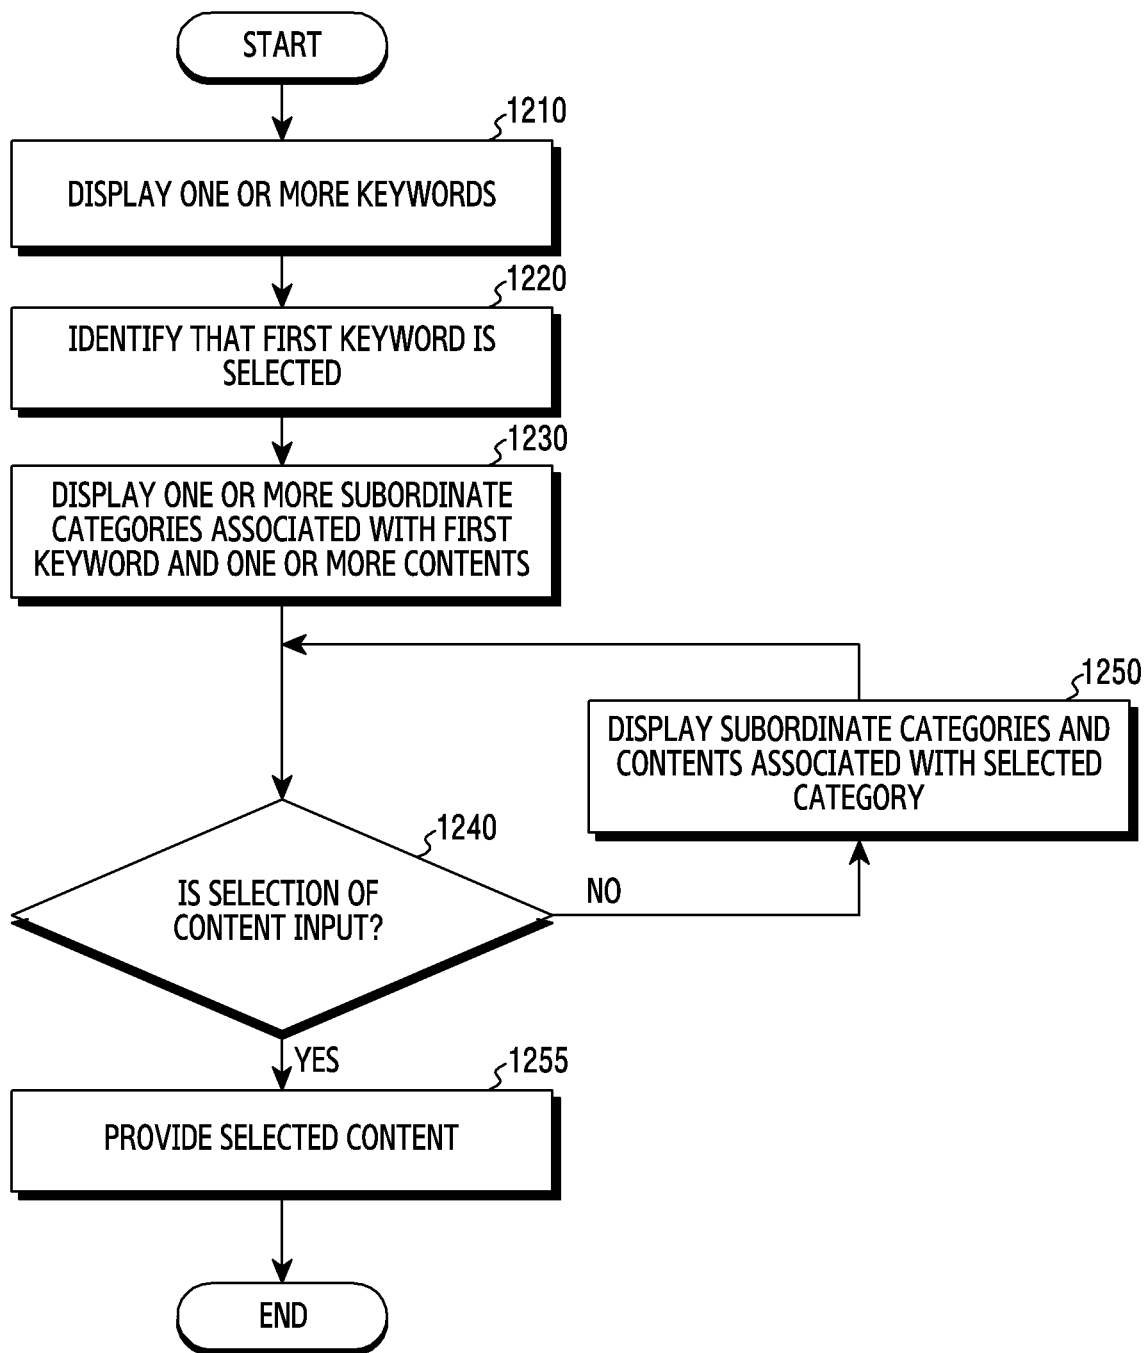 START
1210
DISPLAY ONE OR MORE KEYWORDS
1220
IDENTIFY THAT FIRST KEYWORD IS
SELECTED
1230
DISPLAY ONE OR MORE SUBORDINATE
CATEGORIES ASSOCIATED WITH FIRST
KEYWORD AND ONE OR MORE CONTENTS
1250
DISPLAY SUBORDINATE CATEGORIES AND
CONTENTS ASSOCIATED WITH SELECTED
CATEGORY
1240
IS SELECTION OF
CONTENT INPUT?
NO
YES
1255
PROVIDE SELECTED CONTENT
END